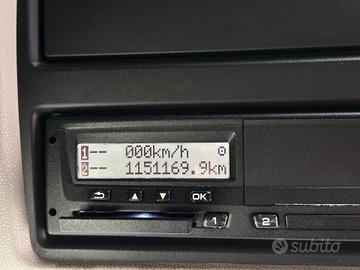 1-- 000km/h
2-- 1151169.9km
OK
1 2
subito